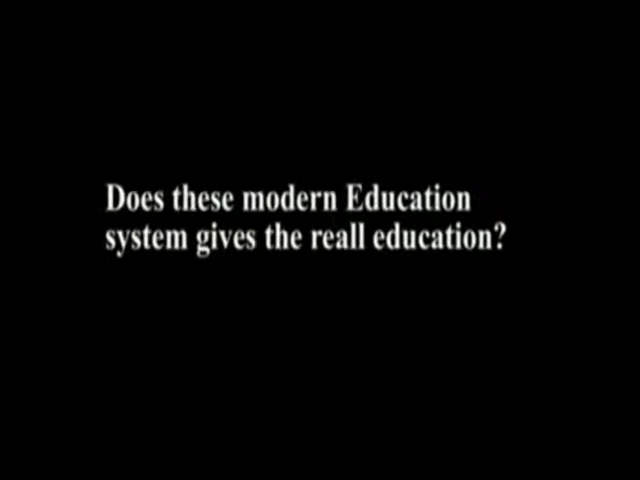 Does these modern Education
system gives the reall education?